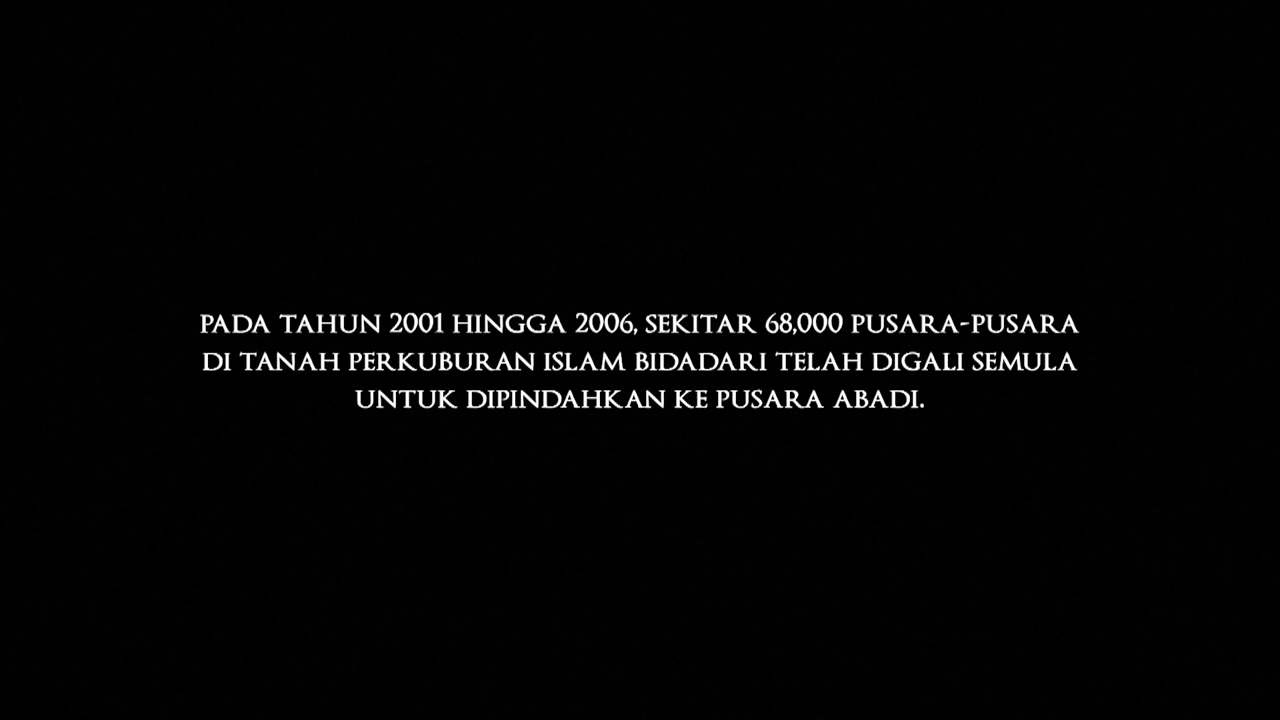 PADA TAHUN 2001 HINGGA 2006, SEKITAR 68,000 PUSARA-PUSARA
DI TANAH PERKUBURAN ISLAM BIDADARI TELAH DIGALI SEMULA
UNTUK DIPINDAHKAN KE PUSARA ABADI.